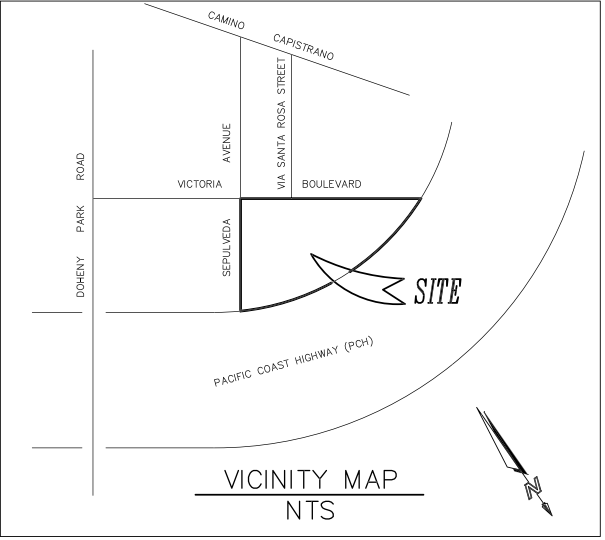 CAMINO CAPISTRANO
VIA SANTA ROSA STREET
SEPULVEDA AVENUE
DOHENY PARK ROAD
VICTORIA BOULEVARD
SITE
PACIFIC COAST HIGHWAY (PCH)
N
VICINITY MAP
NTS